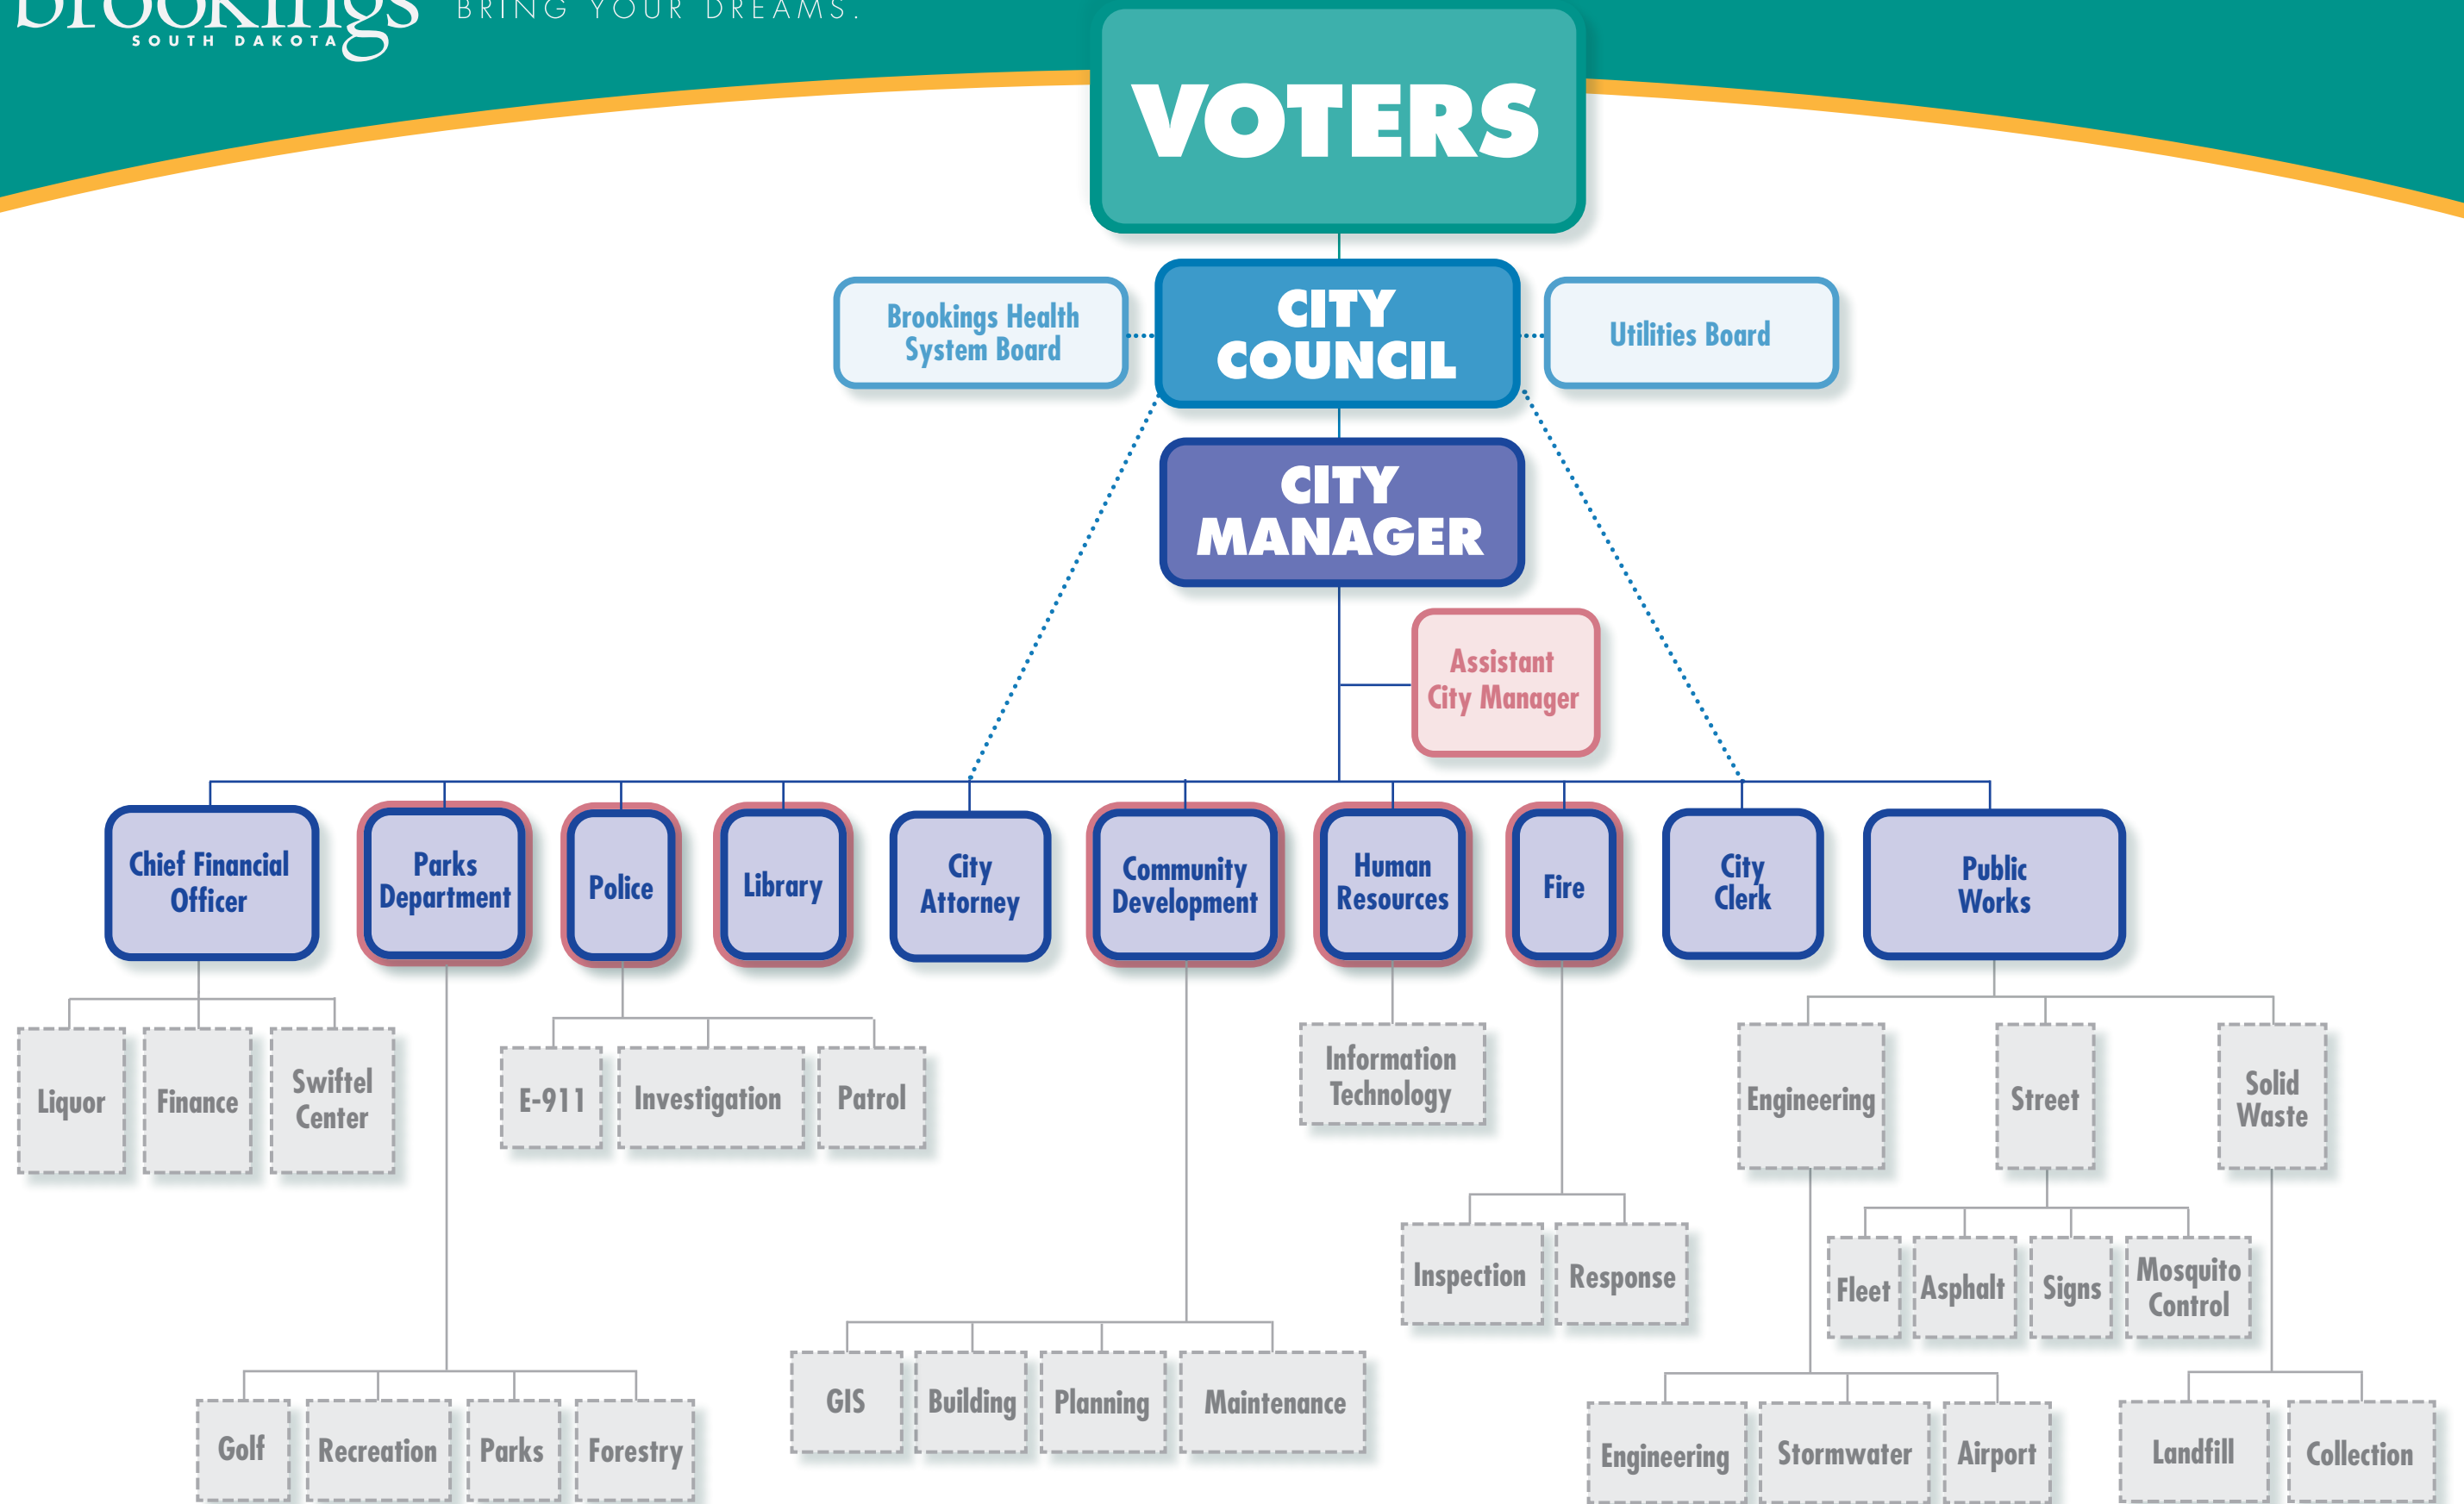 Brookings
BRING YOUR DREAMS.
SOUTH DAKOTA
VOTERS
Brookings Health
System Board
CITY
COUNCIL
Utilities Board
CITY
MANAGER
Assistant
City Manager
Chief Financial
Officer
Parks
Department
Police
Library
City
Attorney
Community
Development
Human
Resources
Fire
City
Clerk
Public
Works
Liquor
Finance
Swiftel
Center
E-911
Investigation
Patrol
Information
Technology
Engineering
Street
Solid
Waste
Inspection
Response
Fleet
Asphalt
Signs
Mosquito
Control
GIS
Building
Planning
Maintenance
Golf
Recreation
Parks
Forestry
Engineering
Stormwater
Airport
Landfill
Collection